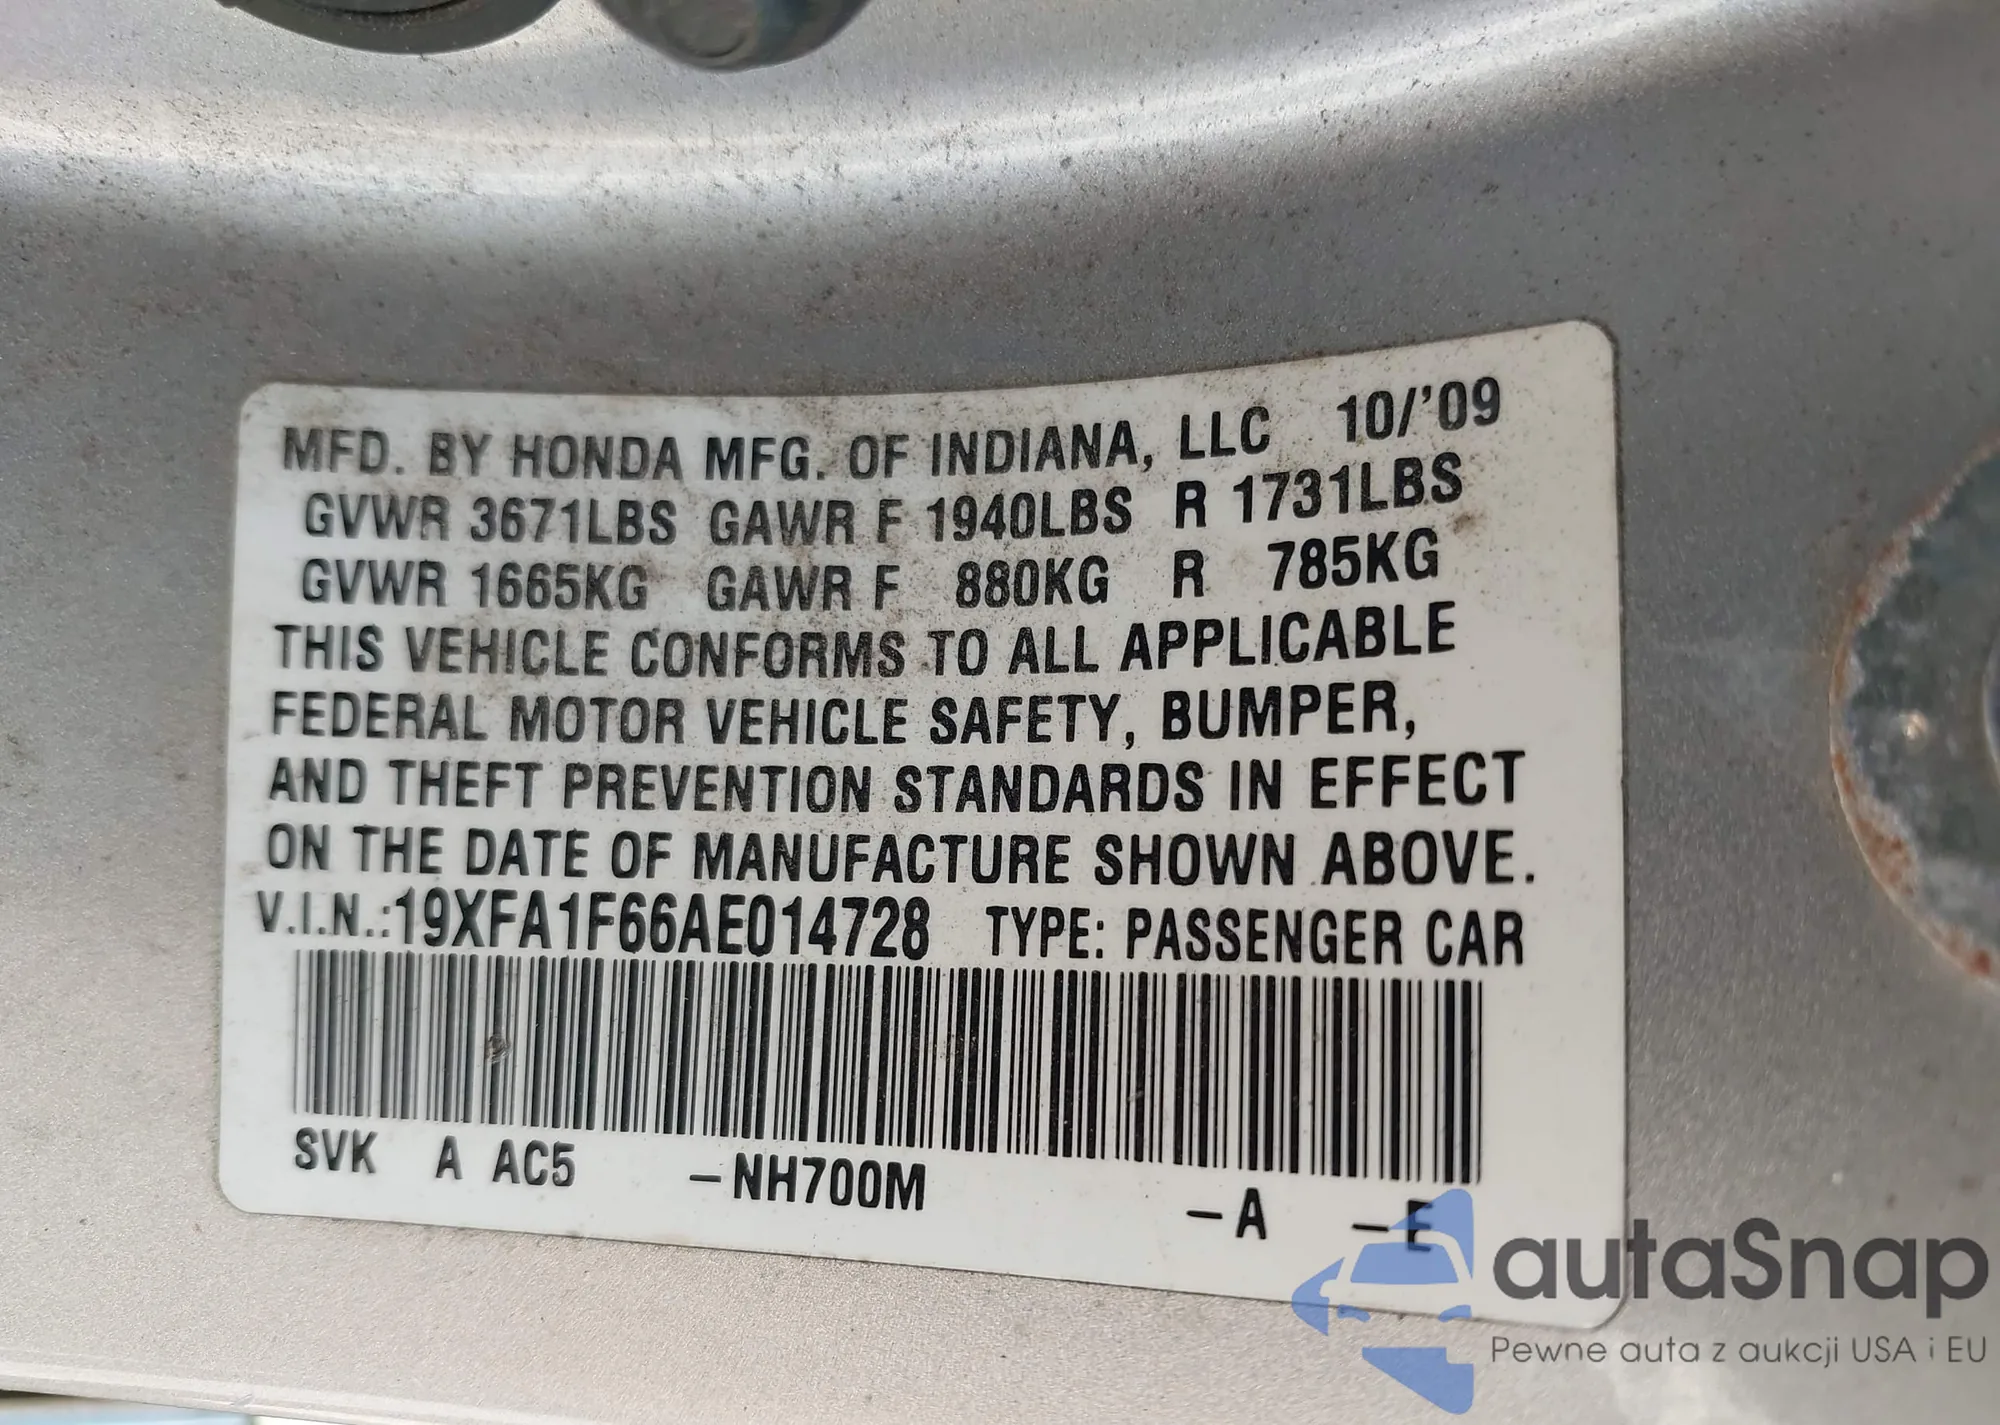 MFD. BY HONDA MFG. OF INDIANA, LLC 10/'09
GVWR 3671LBS GAWR F 1940LBS R 1731LBS
GVWR 1665KG GAWR F 880KG R 785KG
THIS VEHICLE CONFORMS TO ALL APPLICABLE
FEDERAL MOTOR VEHICLE SAFETY, BUMPER,
AND THEFT PREVENTION STANDARDS IN EFFECT
ON THE DATE OF MANUFACTURE SHOWN ABOVE.
V.I.N.:19XFA1F66AE014728 TYPE: PASSENGER CAR
SVK A AC5 –NH700M –A –E
autaSnap
Pewne auta z aukcji USA i EU